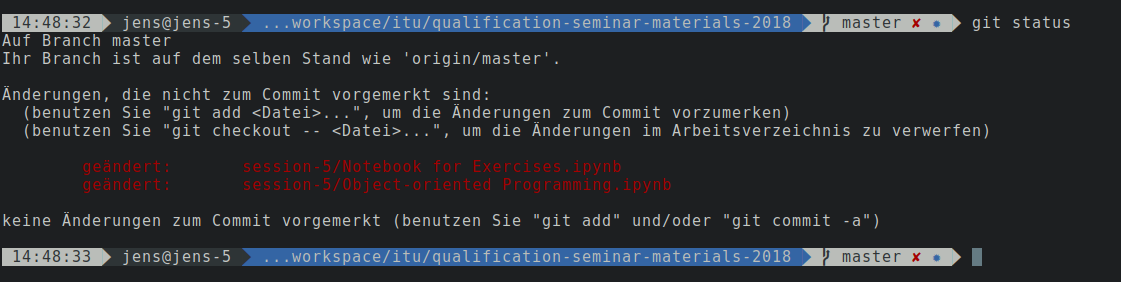 14:48:32 jens@jens-5 ...workspace/itu/qualification-seminar-materials-2018 master ✘ git status
Auf Branch master
Ihr Branch ist auf dem selben Stand wie 'origin/master'.
Änderungen, die nicht zum Commit vorgemerkt sind:
(benutzen Sie "git add <Datei>...", um die Änderungen zum Commit vorzumerken)
(benutzen Sie "git checkout -- <Datei>...", um die Änderungen im Arbeitsverzeichnis zu verwerfen)
geändert: session-5/Notebook for Exercises.ipynb
geändert: session-5/Object-oriented Programming.ipynb
keine Änderungen zum Commit vorgemerkt (benutzen Sie "git add" und/oder "git commit -a")
14:48:33 jens@jens-5 ...workspace/itu/qualification-seminar-materials-2018 master ✘